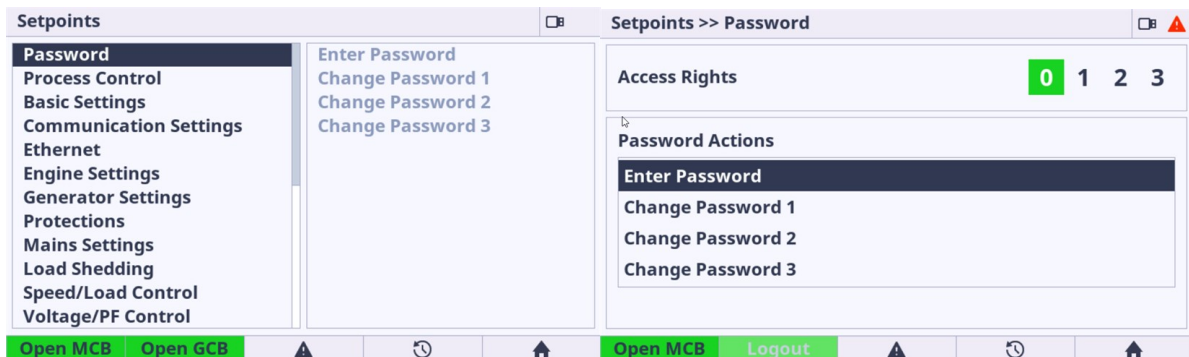 Setpoints
Password
Process Control
Basic Settings
Communication Settings
Ethernet
Engine Settings
Generator Settings
Protections
Mains Settings
Load Shedding
Speed/Load Control
Voltage/PF Control
Enter Password
Change Password 1
Change Password 2
Change Password 3
Open MCB Open GCB
Setpoints >> Password
Access Rights 0 1 2 3
Password Actions
Enter Password
Change Password 1
Change Password 2
Change Password 3
Open MCB Logout